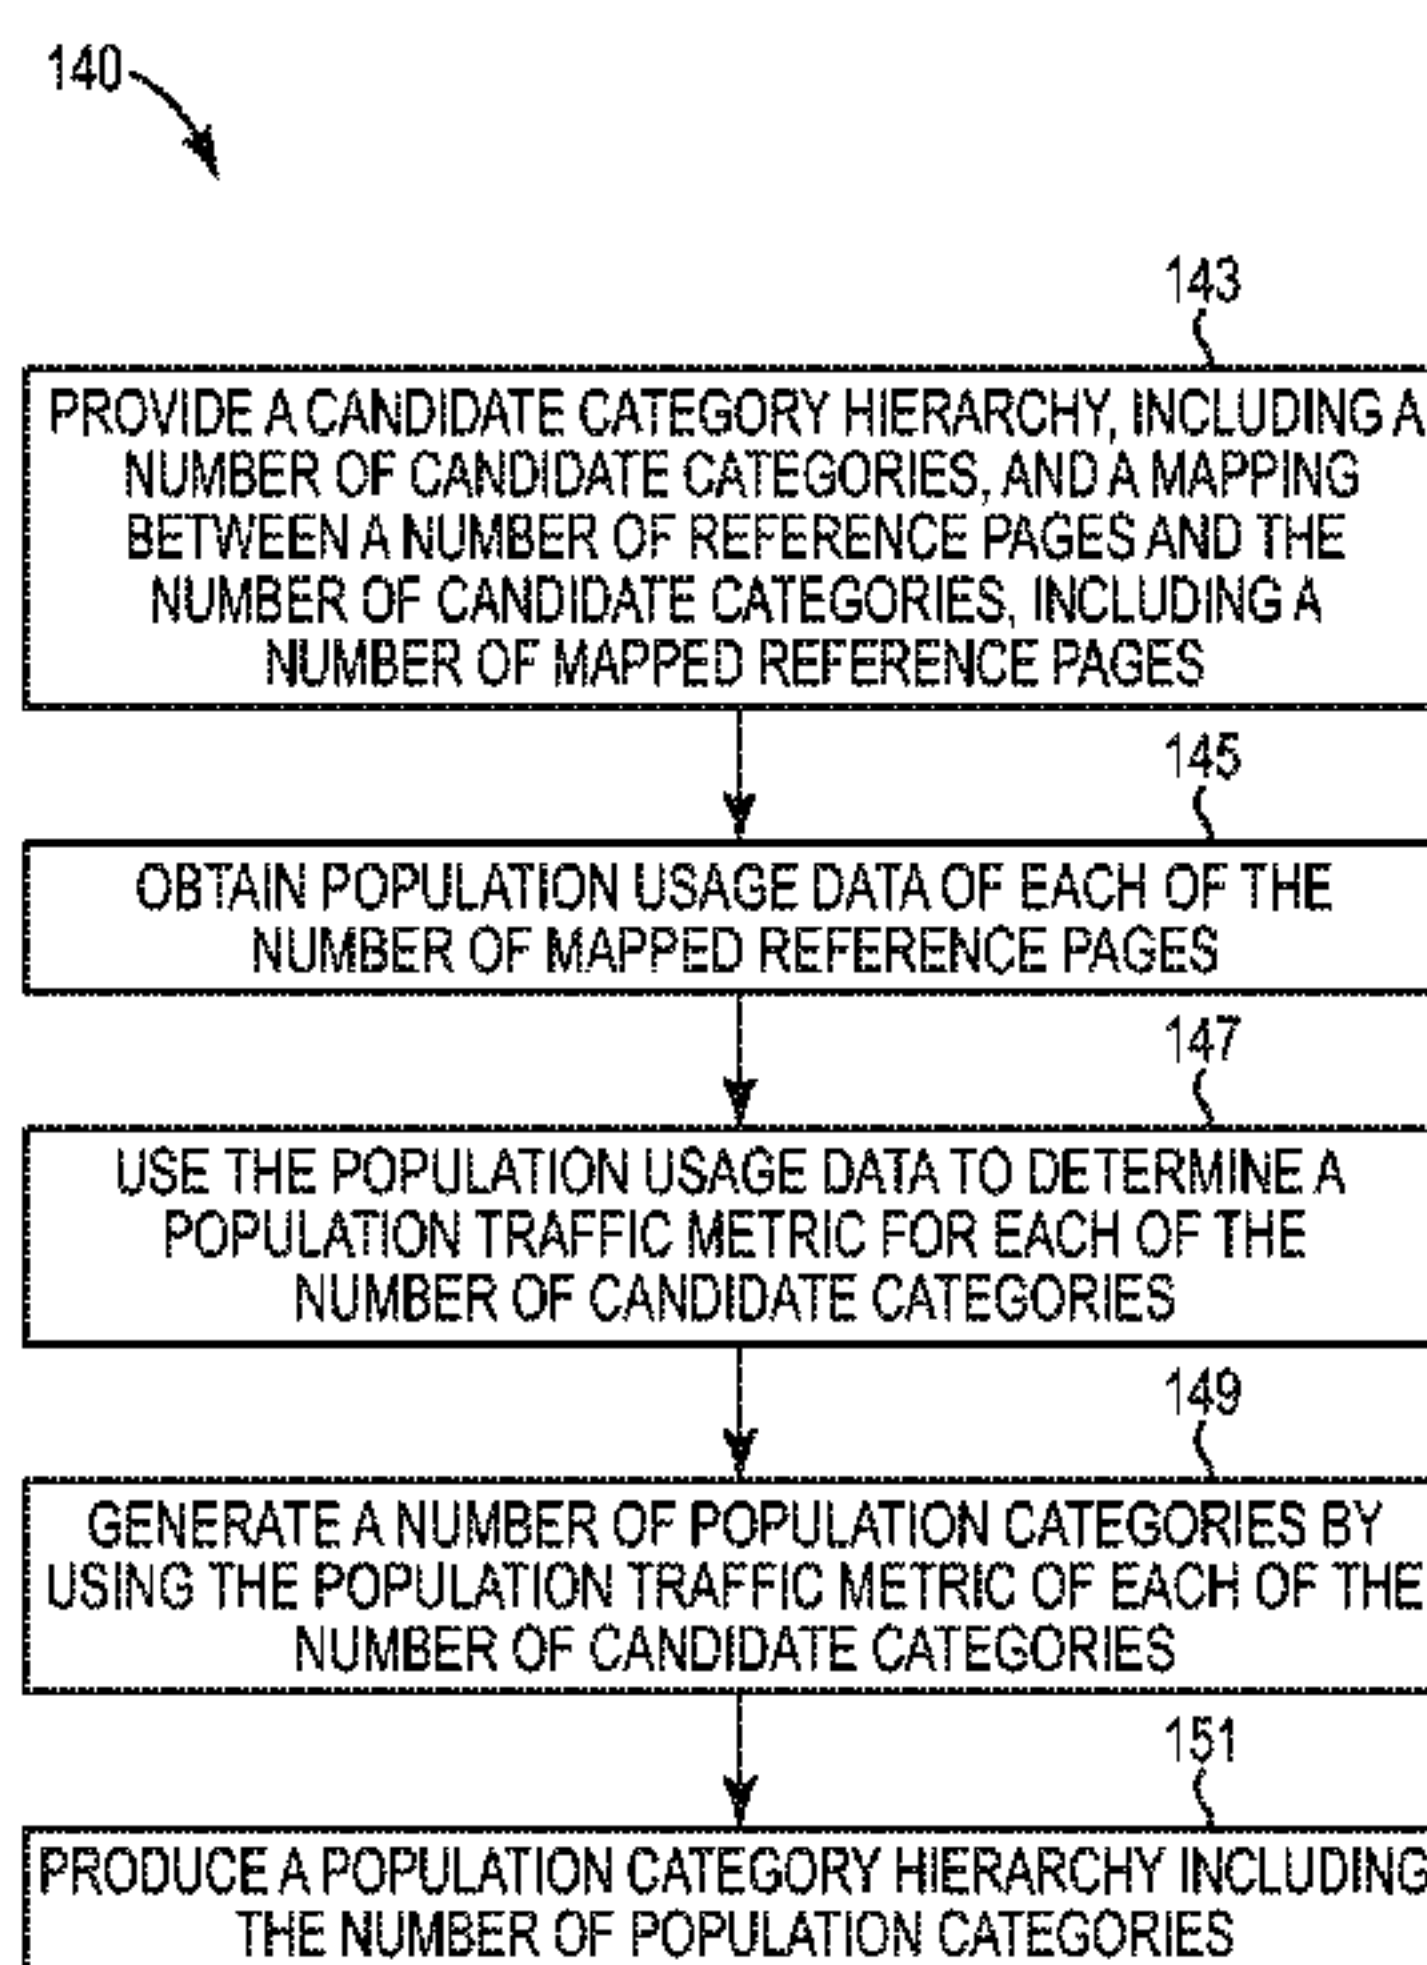 140
143
PROVIDE A CANDIDATE CATEGORY HIERARCHY, INCLUDING A
NUMBER OF CANDIDATE CATEGORIES, AND A MAPPING
BETWEEN A NUMBER OF REFERENCE PAGES AND THE
NUMBER OF CANDIDATE CATEGORIES, INCLUDING A
NUMBER OF MAPPED REFERENCE PAGES
145
OBTAIN POPULATION USAGE DATA OF EACH OF THE
NUMBER OF MAPPED REFERENCE PAGES
147
USE THE POPULATION USAGE DATA TO DETERMINE A
POPULATION TRAFFIC METRIC FOR EACH OF THE
NUMBER OF CANDIDATE CATEGORIES
149
GENERATE A NUMBER OF POPULATION CATEGORIES BY
USING THE POPULATION TRAFFIC METRIC OF EACH OF THE
NUMBER OF CANDIDATE CATEGORIES
151
PRODUCE A POPULATION CATEGORY HIERARCHY INCLUDING
THE NUMBER OF POPULATION CATEGORIES